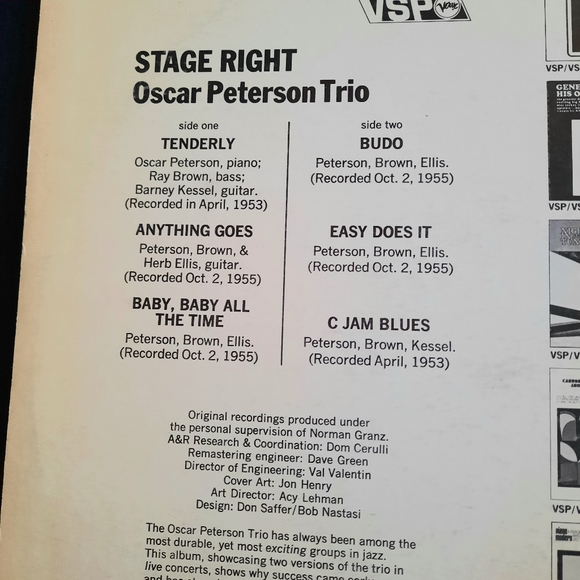 VSP
Verve
STAGE RIGHT
Oscar Peterson Trio
side one
TENDERLY
Oscar Peterson, piano;
Ray Brown, bass;
Barney Kessel, guitar.
(Recorded in April, 1953)
ANYTHING GOES
Peterson, Brown, &
Herb Ellis, guitar.
(Recorded Oct. 2, 1955)
BABY, BABY ALL
THE TIME
Peterson, Brown, Ellis.
(Recorded Oct. 2, 1955)
side two
BUDO
Peterson, Brown, Ellis.
(Recorded Oct. 2, 1955)
EASY DOES IT
Peterson, Brown, Ellis.
(Recorded Oct. 2, 1955)
C JAM BLUES
Peterson, Brown, Kessel.
(Recorded April, 1953)
Original recordings produced under
the personal supervision of Norman Granz.
A&R Research & Coordination: Dom Cerulli
Remastering engineer: Dave Green
Director of Engineering: Val Valentin
Cover Art: Jon Henry
Art Director: Acy Lehman
Design: Don Saffer/Bob Nastasi
The Oscar Peterson Trio has always been among the
most durable, yet most exciting groups in jazz.
This album, showcasing two versions of the trio in
live concerts, shows why success came
VSP/VS
GENE
HIS O
VSP/VS
VSP/V
VSP/V